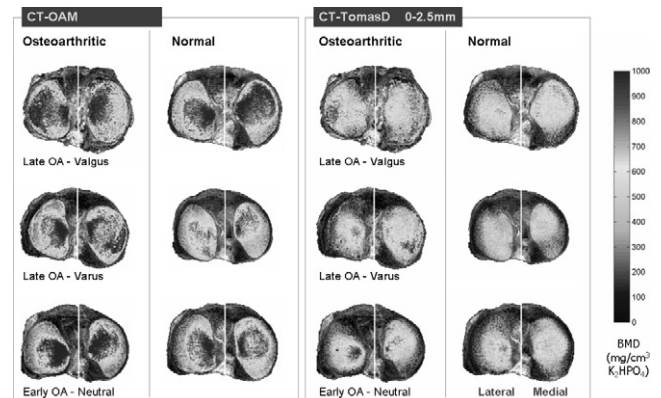 CT-OAM
CT-TomasD 0-2.5mm
Osteoarthritic Normal
Osteoarthritic Normal
Late OA - Valgus
Late OA - Valgus
Late OA - Varus
Late OA - Varus
Early OA - Neutral
Early OA - Neutral
Lateral Medial
1000
900
800
700
600
500
400
300
200
100
0
BMD
(mg/cm³
K₂HPO₄)